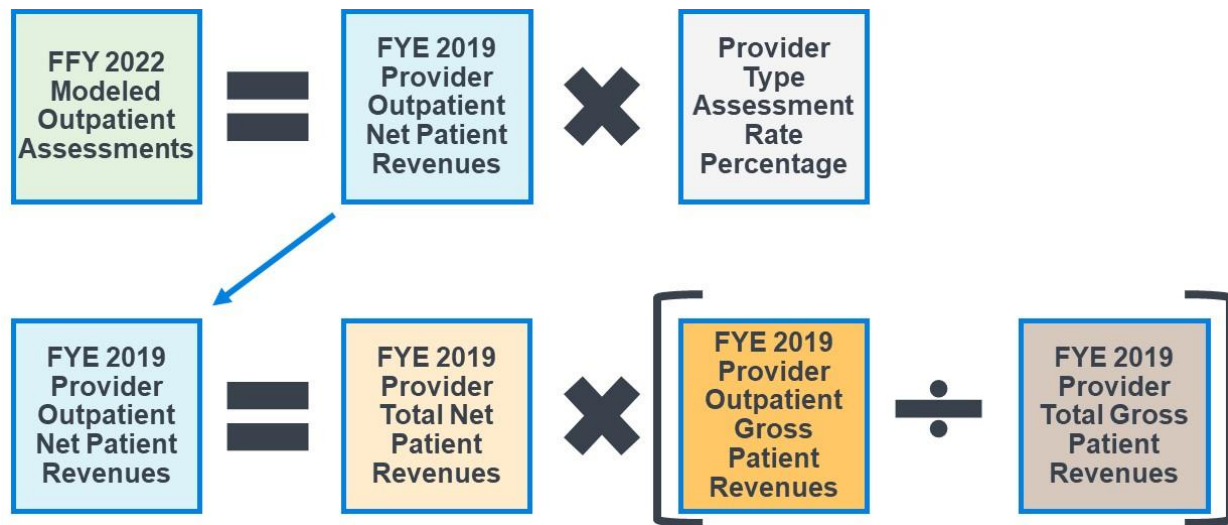 FFY 2022
Modeled
Outpatient
Assessments
FYE 2019
Provider
Outpatient
Net Patient
Revenues
Provider
Type
Assessment
Rate
Percentage
FYE 2019
Provider
Outpatient
Net Patient
Revenues
FYE 2019
Provider
Total Net
Patient
Revenues
FYE 2019
Provider
Outpatient
Gross
Patient
Revenues
FYE 2019
Provider
Total Gross
Patient
Revenues